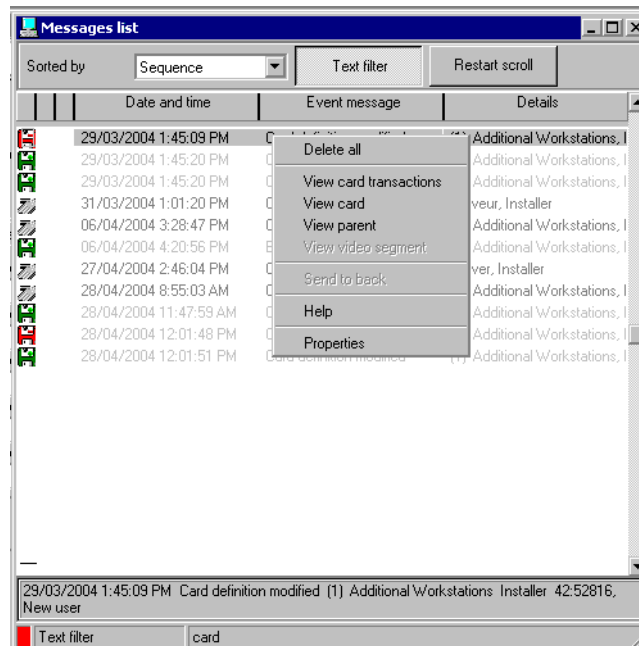 Messages list
Sorted by Sequence Text filter Restart scroll
Date and time Event message Details
29/03/2004 1:45:09 PM Additional Workstations, I
29/03/2004 1:45:20 PM Additional Workstations, I
29/03/2004 1:45:20 PM Additional Workstations, I
31/03/2004 1:01:20 PM veur, Installer
06/04/2004 3:28:47 PM Additional Workstations, I
06/04/2004 4:20:56 PM Additional Workstations, I
27/04/2004 2:46:04 PM ver, Installer
28/04/2004 8:55:03 AM Additional Workstations, I
28/04/2004 11:47:59 AM Additional Workstations, I
28/04/2004 12:01:48 PM Additional Workstations, I
28/04/2004 12:01:51 PM Card definition modified (1) Additional Workstations, I
Delete all
View card transactions
View card
View parent
View video segment
Send to back
Help
Properties
29/03/2004 1:45:09 PM Card definition modified (1) Additional Workstations Installer 42:52816,
New user
Text filter card